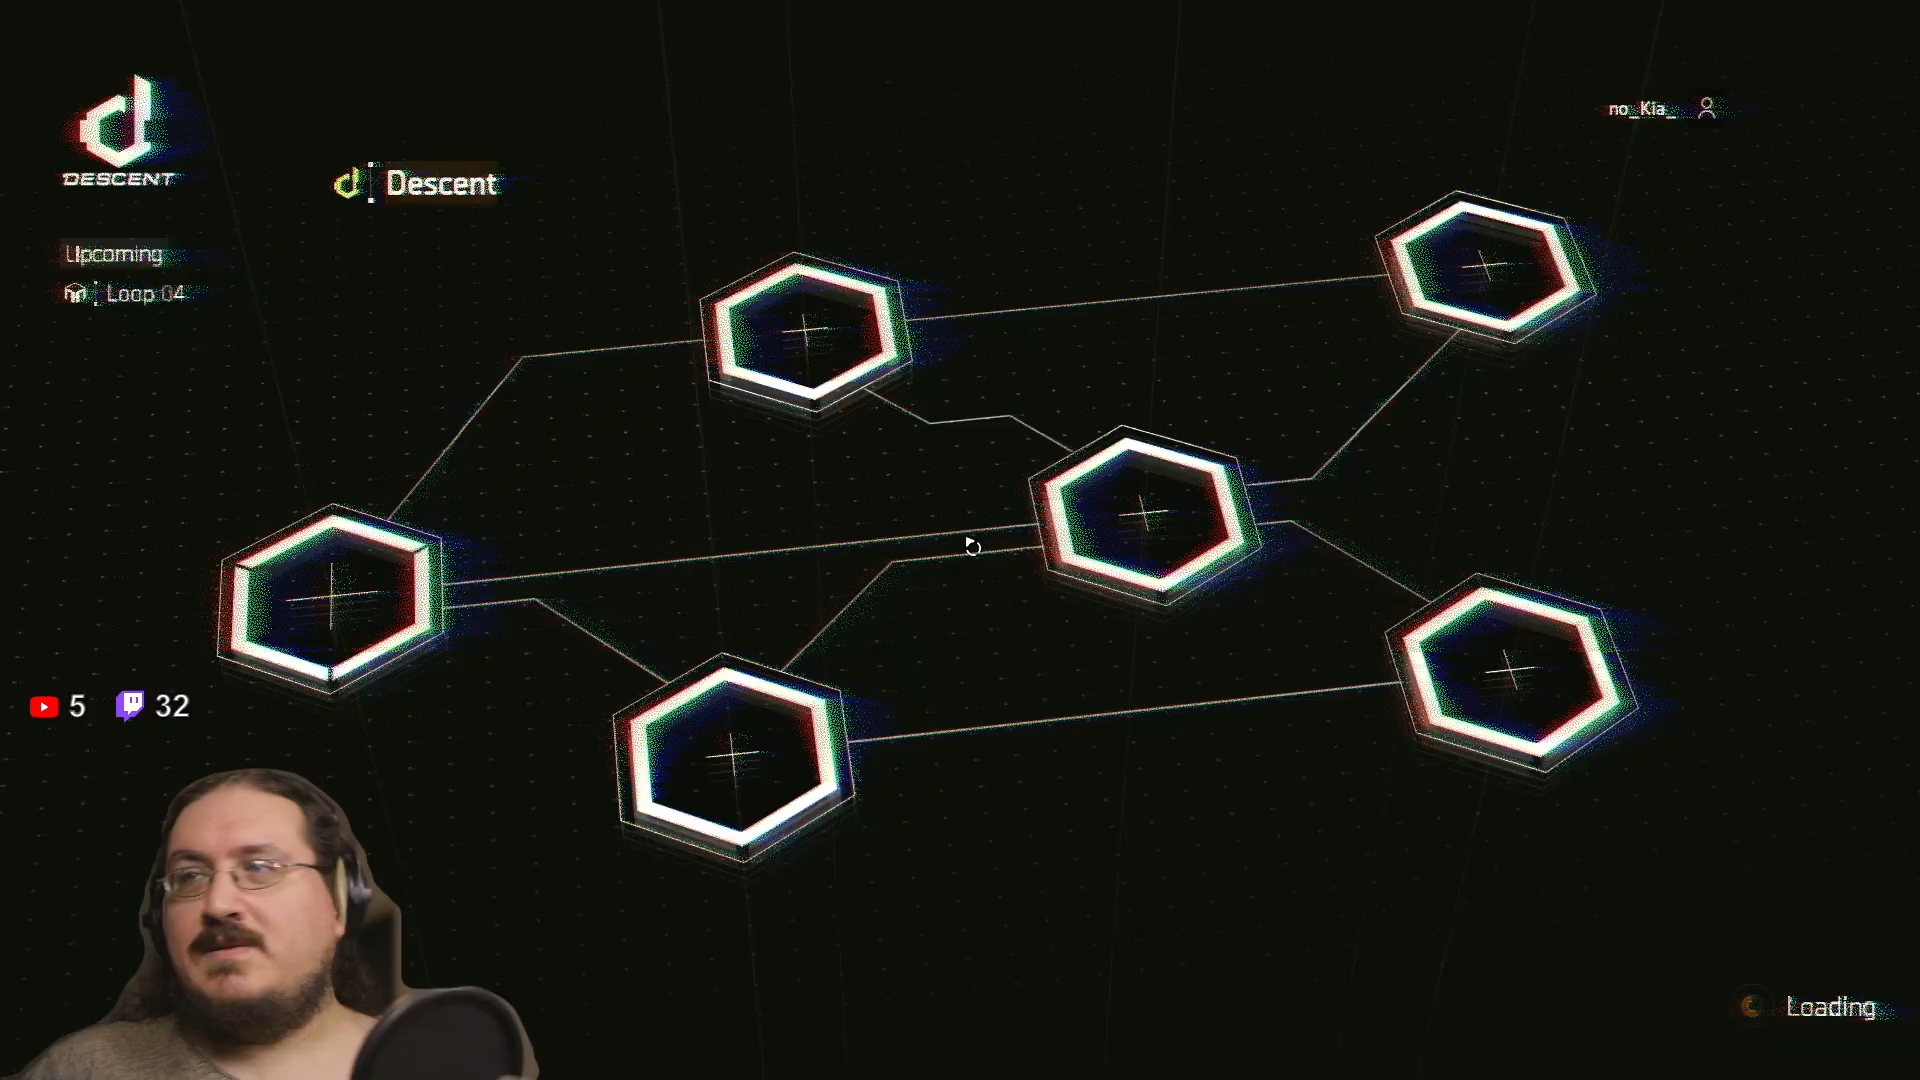 DESCENT
Descent
no_Kia_
Upcoming
Loop 04
5
32
Loading